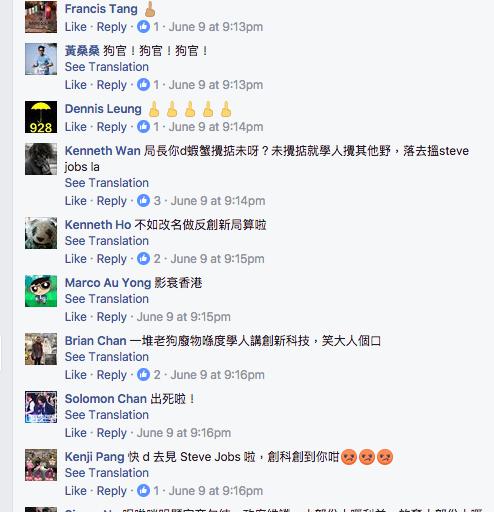 Francis Tang
Like · Reply · 1 · June 9 at 9:13pm
黃桑桑 狗官！狗官！狗官！
See Translation
Like · Reply · 1 · June 9 at 9:13pm
Dennis Leung
928
Like · Reply · 1 · June 9 at 9:14pm
Kenneth Wan 局長你d蝦蟹攪掂未呀？未攪掂就學人攪其他野，落去搵steve
jobs la
See Translation
Like · Reply · 3 · June 9 at 9:14pm
Kenneth Ho 不如改名做反創新局算啦
See Translation
Like · Reply · 2 · June 9 at 9:15pm
Marco Au Yong 影衰香港
See Translation
Like · Reply · June 9 at 9:15pm
Brian Chan 一堆老狗廢物喺度學人講創新科技，笑大人個口
See Translation
Like · Reply · 2 · June 9 at 9:16pm
Solomon Chan 出死啦！
See Translation
Like · Reply · June 9 at 9:16pm
Kenji Pang 快 d 去見 Steve Jobs 啦，創科創到你咁
See Translation
Like · Reply · 1 · June 9 at 9:16pm